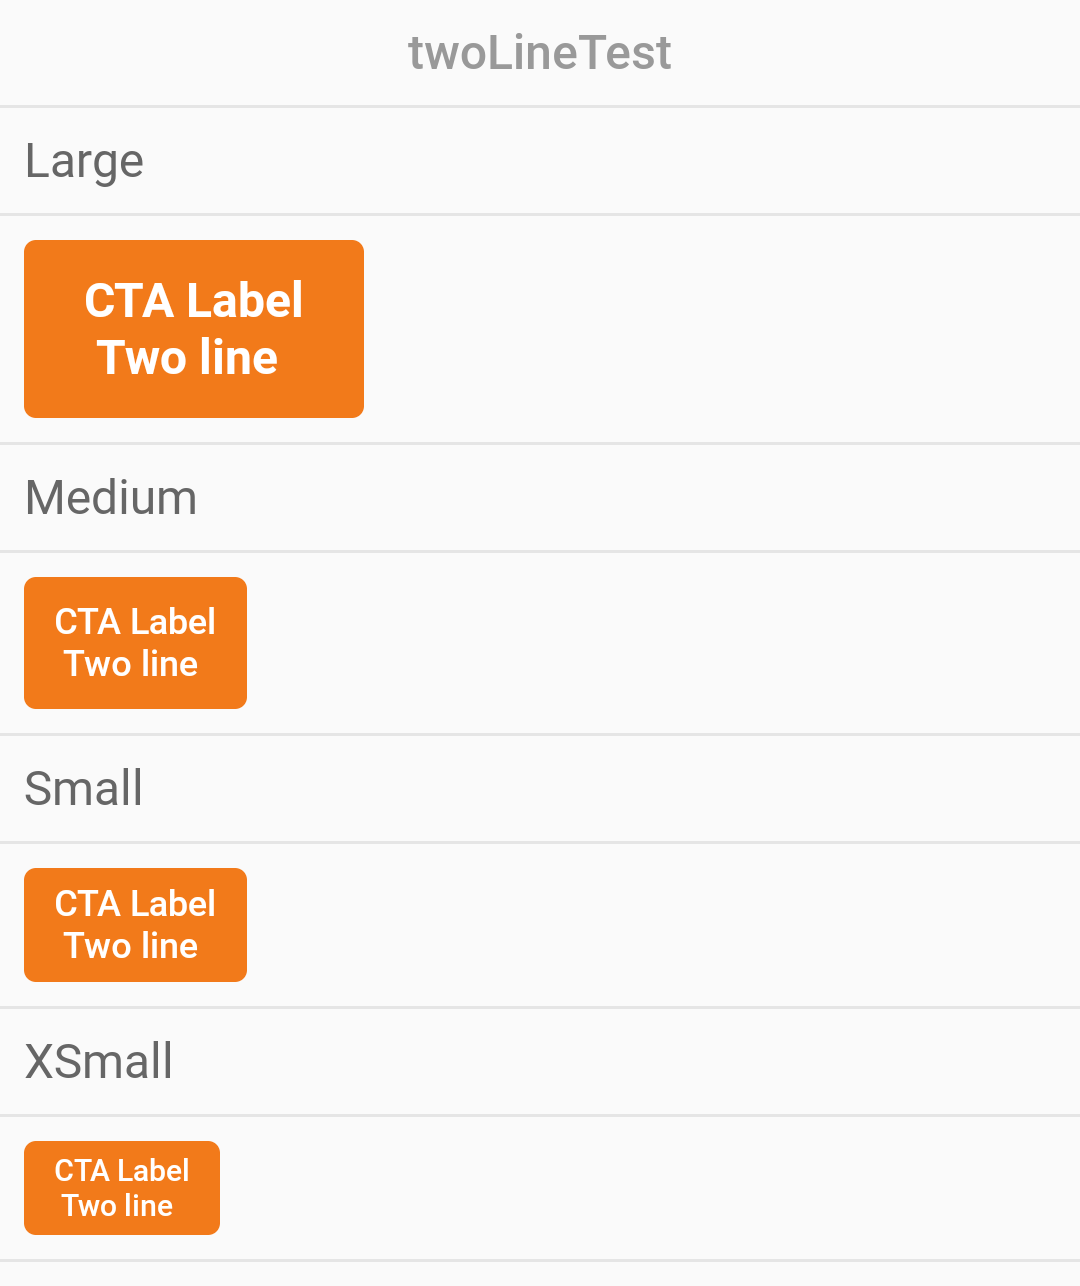 twoLineTest
Large
CTA Label
Two line
Medium
CTA Label
Two line
Small
CTA Label
Two line
XSmall
CTA Label
Two line